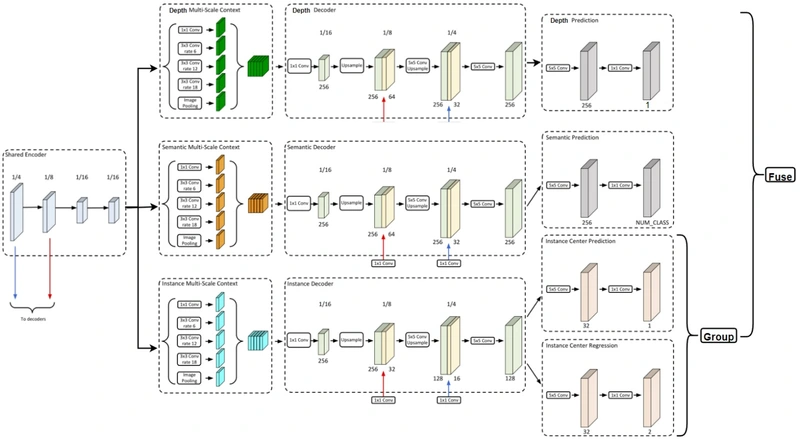 Depth Multi-Scale Context
1x1 Conv
3x3 Conv
rate 6
3x3 Conv
rate 12
3x3 Conv
rate 18
Image
Pooling
Depth Decoder
1/16
1/8
1/4
1x1 Conv
256
Upsample
256
64
5x5 Conv
Upsample
256
32
5x5 Conv
256
Depth Prediction
5x5 Conv
256
1x1 Conv
1
Shared Encoder
1/4
1/8
1/16
1/16
To decoders
Semantic Multi-Scale Context
1x1 Conv
3x3 Conv
rate 6
3x3 Conv
rate 12
3x3 Conv
rate 18
Image
Pooling
Semantic Decoder
1/16
1/8
1/4
1x1 Conv
256
Upsample
256
64
5x5 Conv
Upsample
256
32
5x5 Conv
256
1x1 Conv
1x1 Conv
Semantic Prediction
5x5 Conv
256
1x1 Conv
NUM_CLASS
Instance Multi-Scale Context
1x1 Conv
3x3 Conv
rate 6
3x3 Conv
rate 12
3x3 Conv
rate 18
Image
Pooling
Instance Decoder
1/16
1/8
1/4
1x1 Conv
256
Upsample
256
32
5x5 Conv
Upsample
128
16
5x5 Conv
128
1x1 Conv
1x1 Conv
Instance Center Prediction
5x5 Conv
32
1x1 Conv
1
Instance Center Regression
5x5 Conv
32
1x1 Conv
2
Group
Fuse